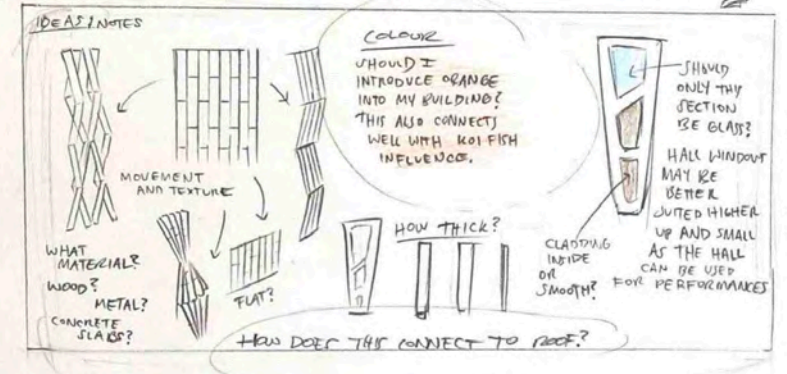 IDEAS/NOTES
MOVEMENT
AND TEXTURE
WHAT
MATERIAL?
WOOD?
METAL?
CONCRETE
SLABS?
FLAT?
COLOUR
SHOULD I
INTRODUCE ORANGE
INTO MY BUILDING?
THIS ALSO CONNECTS
WELL WITH KOI FISH
INFLUENCE.
HOW THICK?
HOW DOES THIS CONNECT TO ROOF?
SHOULD
ONLY THIS
SECTION
BE GLASS?
HALL WINDOW
MAY BE
BETTER
SUITED HIGHER
UP AND SMALL
AS THE HALL
CAN BE USED
FOR PERFORMANCES
CLADDING
INSIDE
OR
SMOOTH?